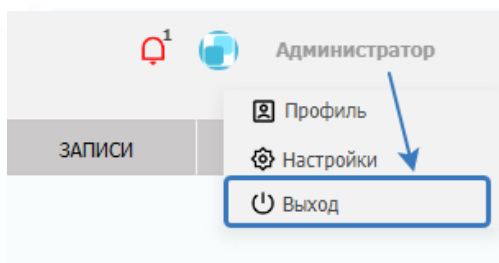 1
Администратор
Профиль
ЗАПИСИ
Настройки
Выход